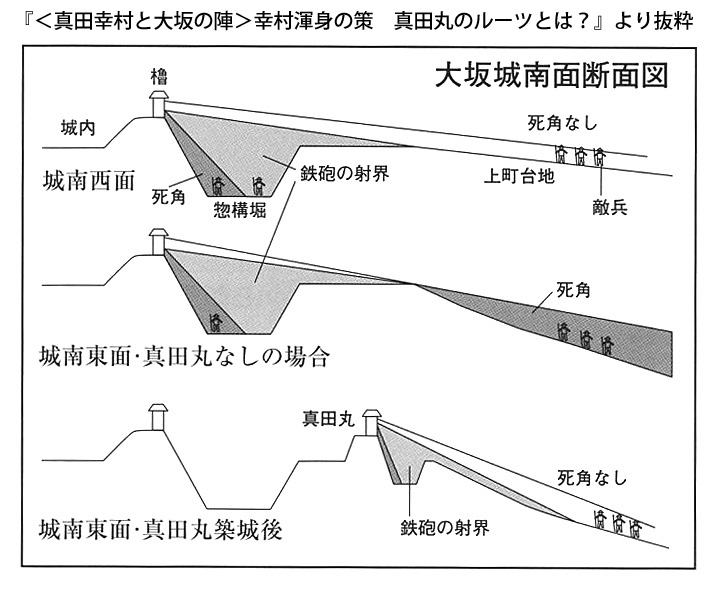 『＜真田幸村と大坂の陣＞幸村渾身の策　真田丸のルーツとは？』より抜粋
大坂城南面断面図
櫓
城内
死角なし
鉄砲の射界
城南西面
死角
惣構堀
上町台地
敵兵
死角
城南東面・真田丸なしの場合
真田丸
死角なし
鉄砲の射界
城南東面・真田丸築城後